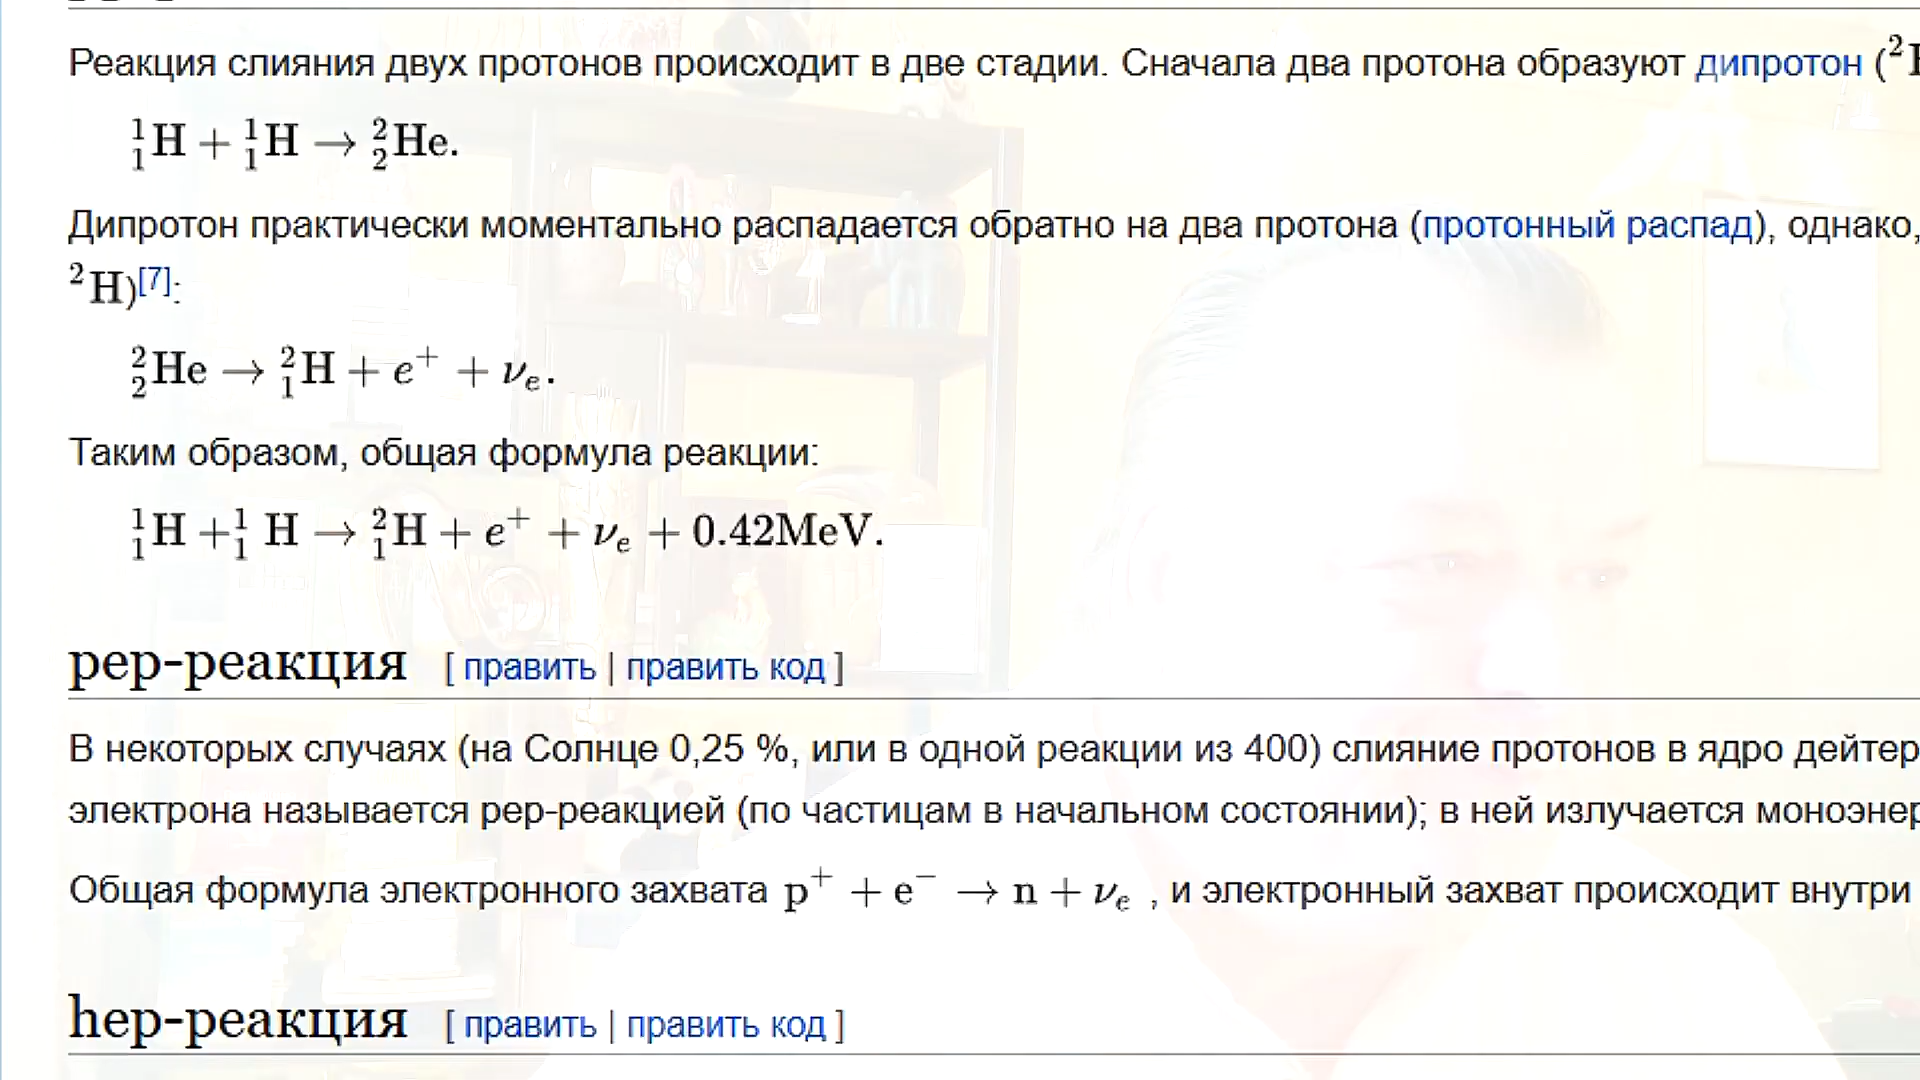 Реакция слияния двух протонов происходит в две стадии. Сначала два протона образуют дипротон (²
¹₁H + ¹₁H → ²₂He.
Дипротон практически моментально распадается обратно на два протона (протонный распад), однако,
²H)[7]:
²₂He → ²₁H + e⁺ + νₑ.
Таким образом, общая формула реакции:
¹₁H +¹₁ H → ²₁H + e⁺ + νₑ + 0.42MeV.
pep-реакция [ править | править код ]
В некоторых случаях (на Солнце 0,25 %, или в одной реакции из 400) слияние протонов в ядро дейтер
электрона называется pep-реакцией (по частицам в начальном состоянии); в ней излучается моноэнер
Общая формула электронного захвата p⁺ + e⁻ → n + νₑ , и электронный захват происходит внутри
hep-реакция [ править | править код ]